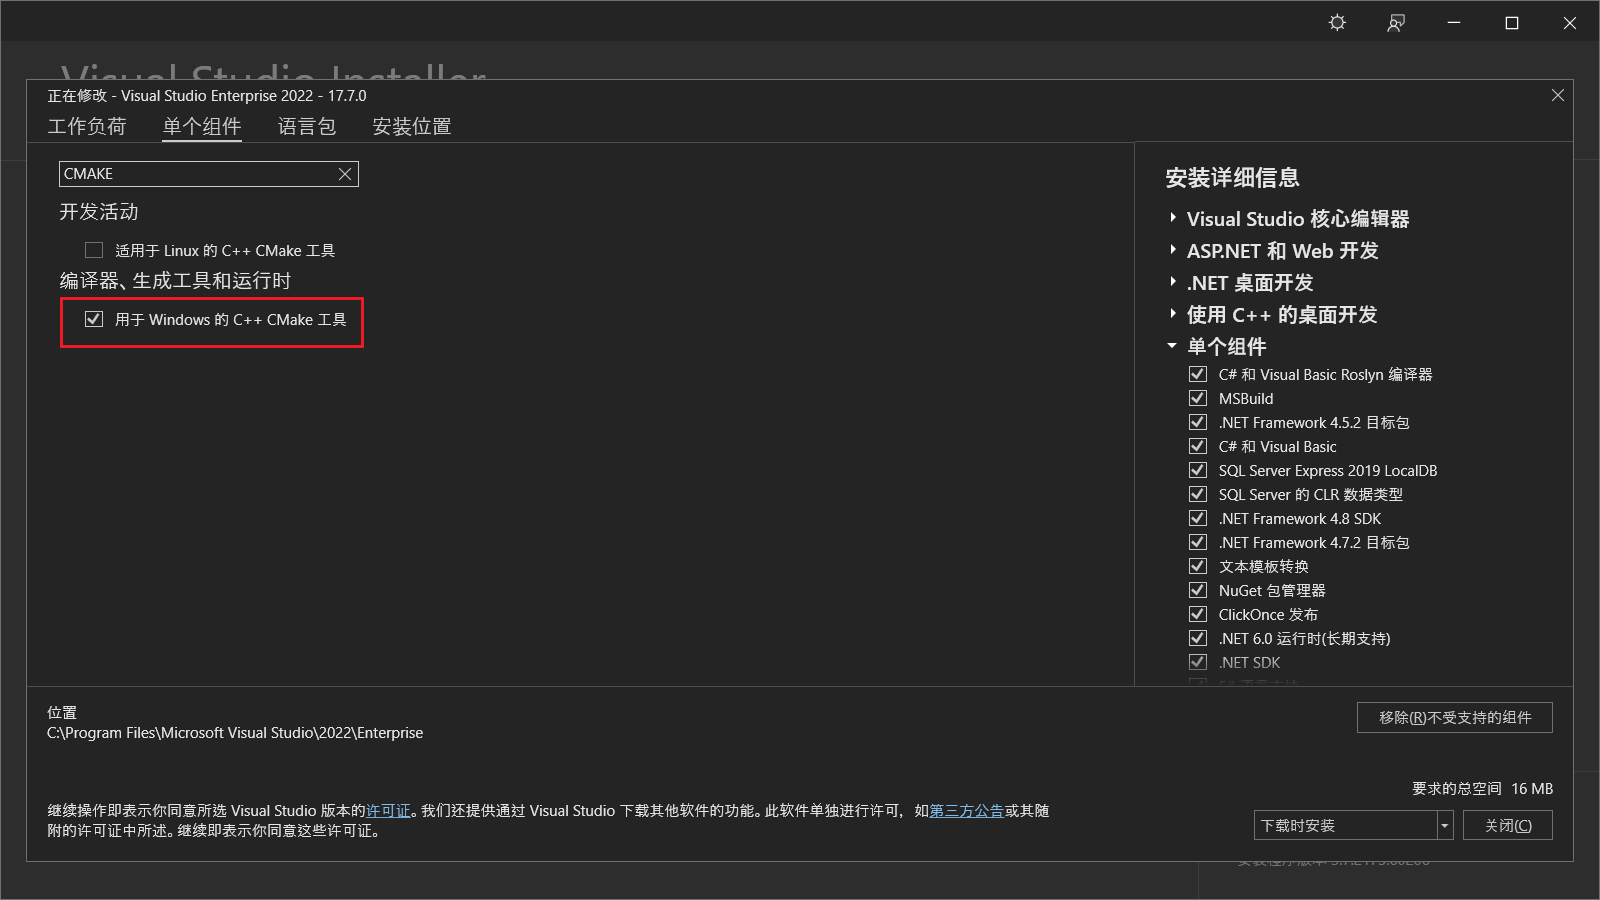 Visual Studio Installer
正在修改 - Visual Studio Enterprise 2022 - 17.7.0
工作负荷 单个组件 语言包 安装位置
CMAKE
开发活动
适用于 Linux 的 C++ CMake 工具
编译器、生成工具和运行时
用于 Windows 的 C++ CMake 工具
安装详细信息
Visual Studio 核心编辑器
ASP.NET 和 Web 开发
.NET 桌面开发
使用 C++ 的桌面开发
单个组件
C# 和 Visual Basic Roslyn 编译器
MSBuild
.NET Framework 4.5.2 目标包
C# 和 Visual Basic
SQL Server Express 2019 LocalDB
SQL Server 的 CLR 数据类型
.NET Framework 4.8 SDK
.NET Framework 4.7.2 目标包
文本模板转换
NuGet 包管理器
ClickOnce 发布
.NET 6.0 运行时(长期支持)
.NET SDK
位置
C:\Program Files\Microsoft Visual Studio\2022\Enterprise
移除(R)不受支持的组件
要求的总空间 16 MB
继续操作即表示你同意所选 Visual Studio 版本的许可证。我们还提供通过 Visual Studio 下载其他软件的功能。此软件单独进行许可，如第三方公告或其随
附的许可证中所述。继续即表示你同意这些许可证。
下载时安装
关闭(C)